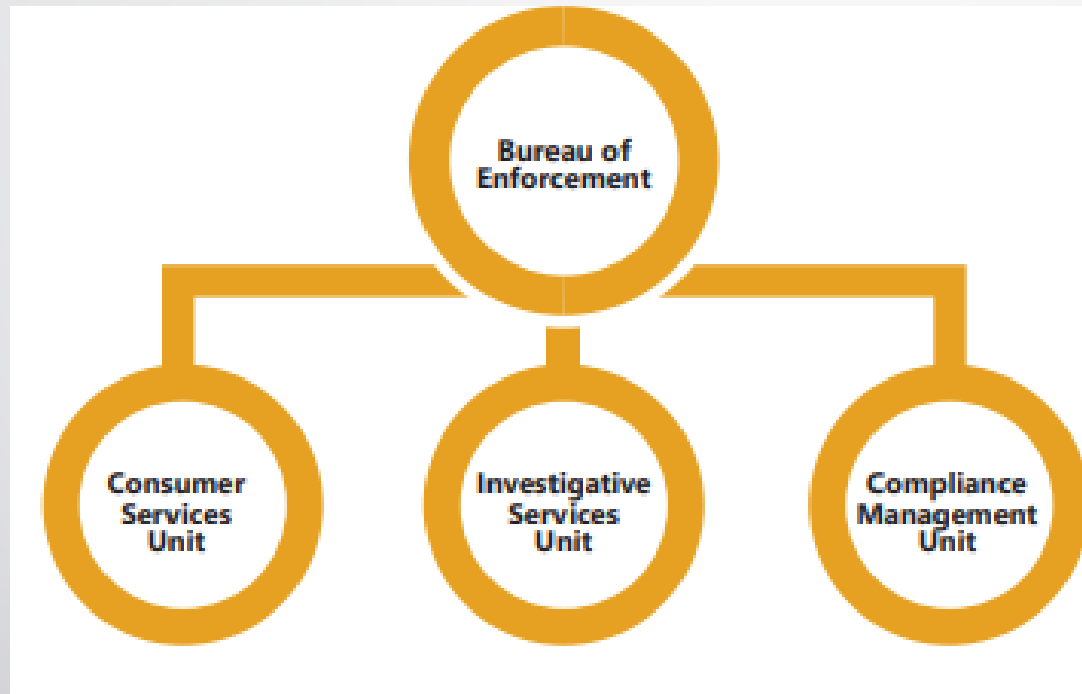 Bureau of
Enforcement
Consumer
Services
Unit
Investigative
Services
Unit
Compliance
Management
Unit